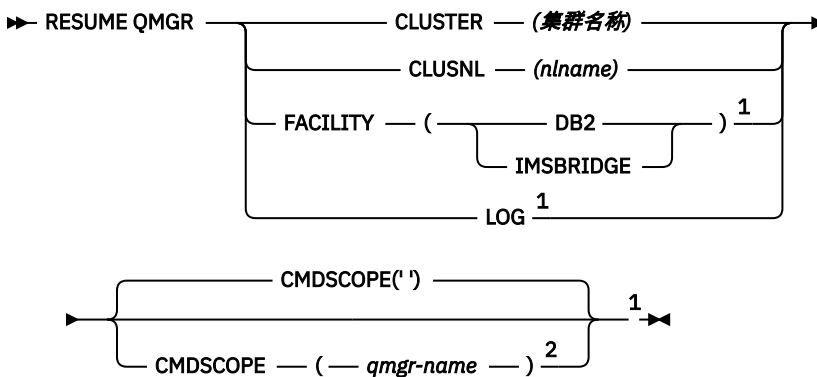 RESUME QMGR CLUSTER (集群名称)
CLUSNL (nlname)
FACILITY ( DB2 ) 1
IMSBRIDGE
LOG 1
CMDSCOPE(' ')
1
CMDSCOPE ( qmgr-name ) 2